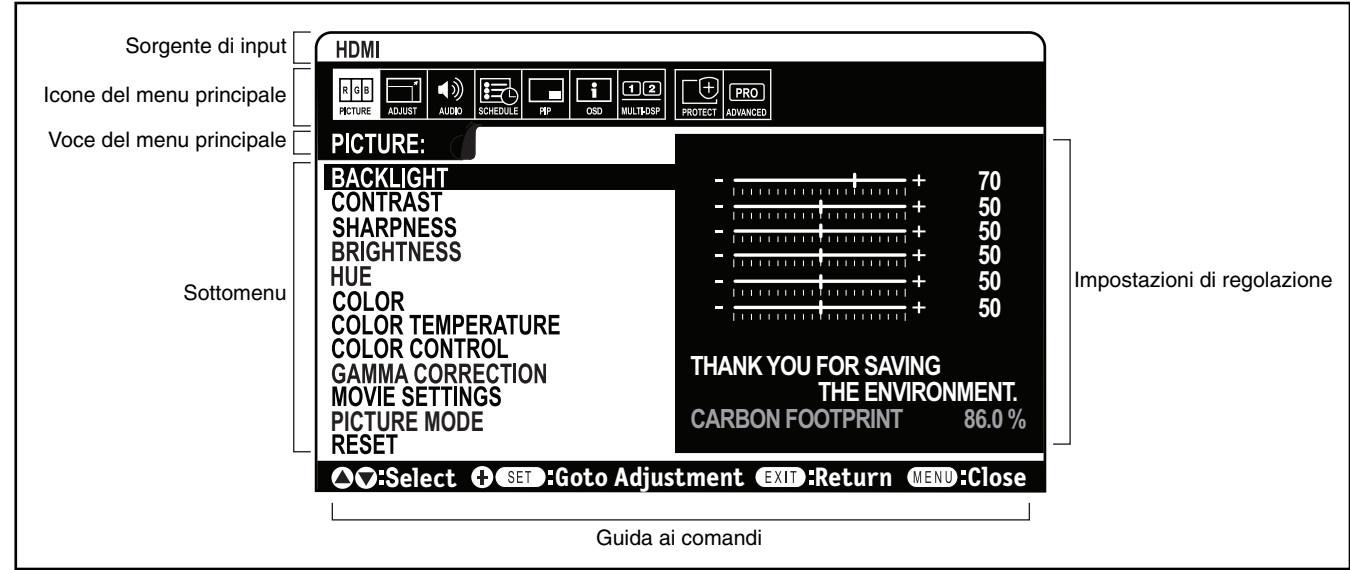 Sorgente di input
HDMI
Icone del menu principale
R G B
PICTURE
ADJUST
AUDIO
SCHEDULE
PIP
OSD
1 2
MULTI-DSP
PROTECT
PRO
ADVANCED
Voce del menu principale
PICTURE:
Sottomenu
BACKLIGHT - + 70
CONTRAST - + 50
SHARPNESS - + 50
BRIGHTNESS - + 50
HUE - + 50
COLOR - + 50
COLOR TEMPERATURE
COLOR CONTROL
GAMMA CORRECTION
MOVIE SETTINGS
PICTURE MODE
RESET
THANK YOU FOR SAVING
THE ENVIRONMENT.
CARBON FOOTPRINT 86.0 %
Impostazioni di regolazione
:Select + SET :Goto Adjustment EXIT :Return MENU :Close
Guida ai comandi